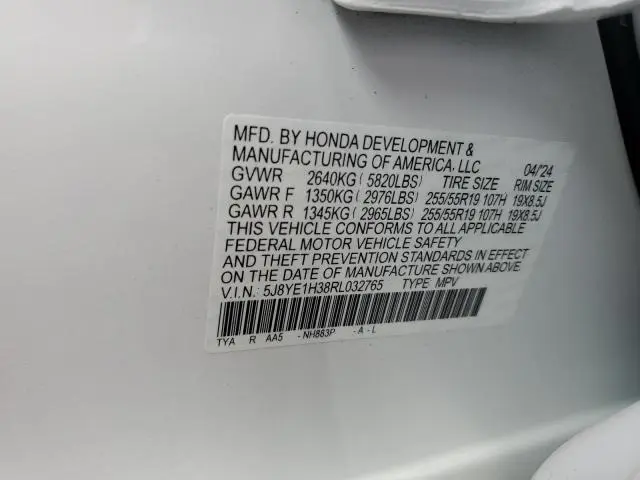 MFD. BY HONDA DEVELOPMENT &
MANUFACTURING OF AMERICA, LLC 04/'24
GVWR 2640KG ( 5820LBS) TIRE SIZE RIM SIZE
GAWR F 1350KG ( 2976LBS) 255/55R19 107H 19X8.5J
GAWR R 1345KG ( 2965LBS) 255/55R19 107H 19X8.5J
THIS VEHICLE CONFORMS TO ALL APPLICABLE
FEDERAL MOTOR VEHICLE SAFETY
AND THEFT PREVENTION STANDARDS IN EFFECT
ON THE DATE OF MANUFACTURE SHOWN ABOVE.
V.I.N.: 5J8YE1H38RL032765 TYPE MPV
TYA R AA5 -NH883P -A-L